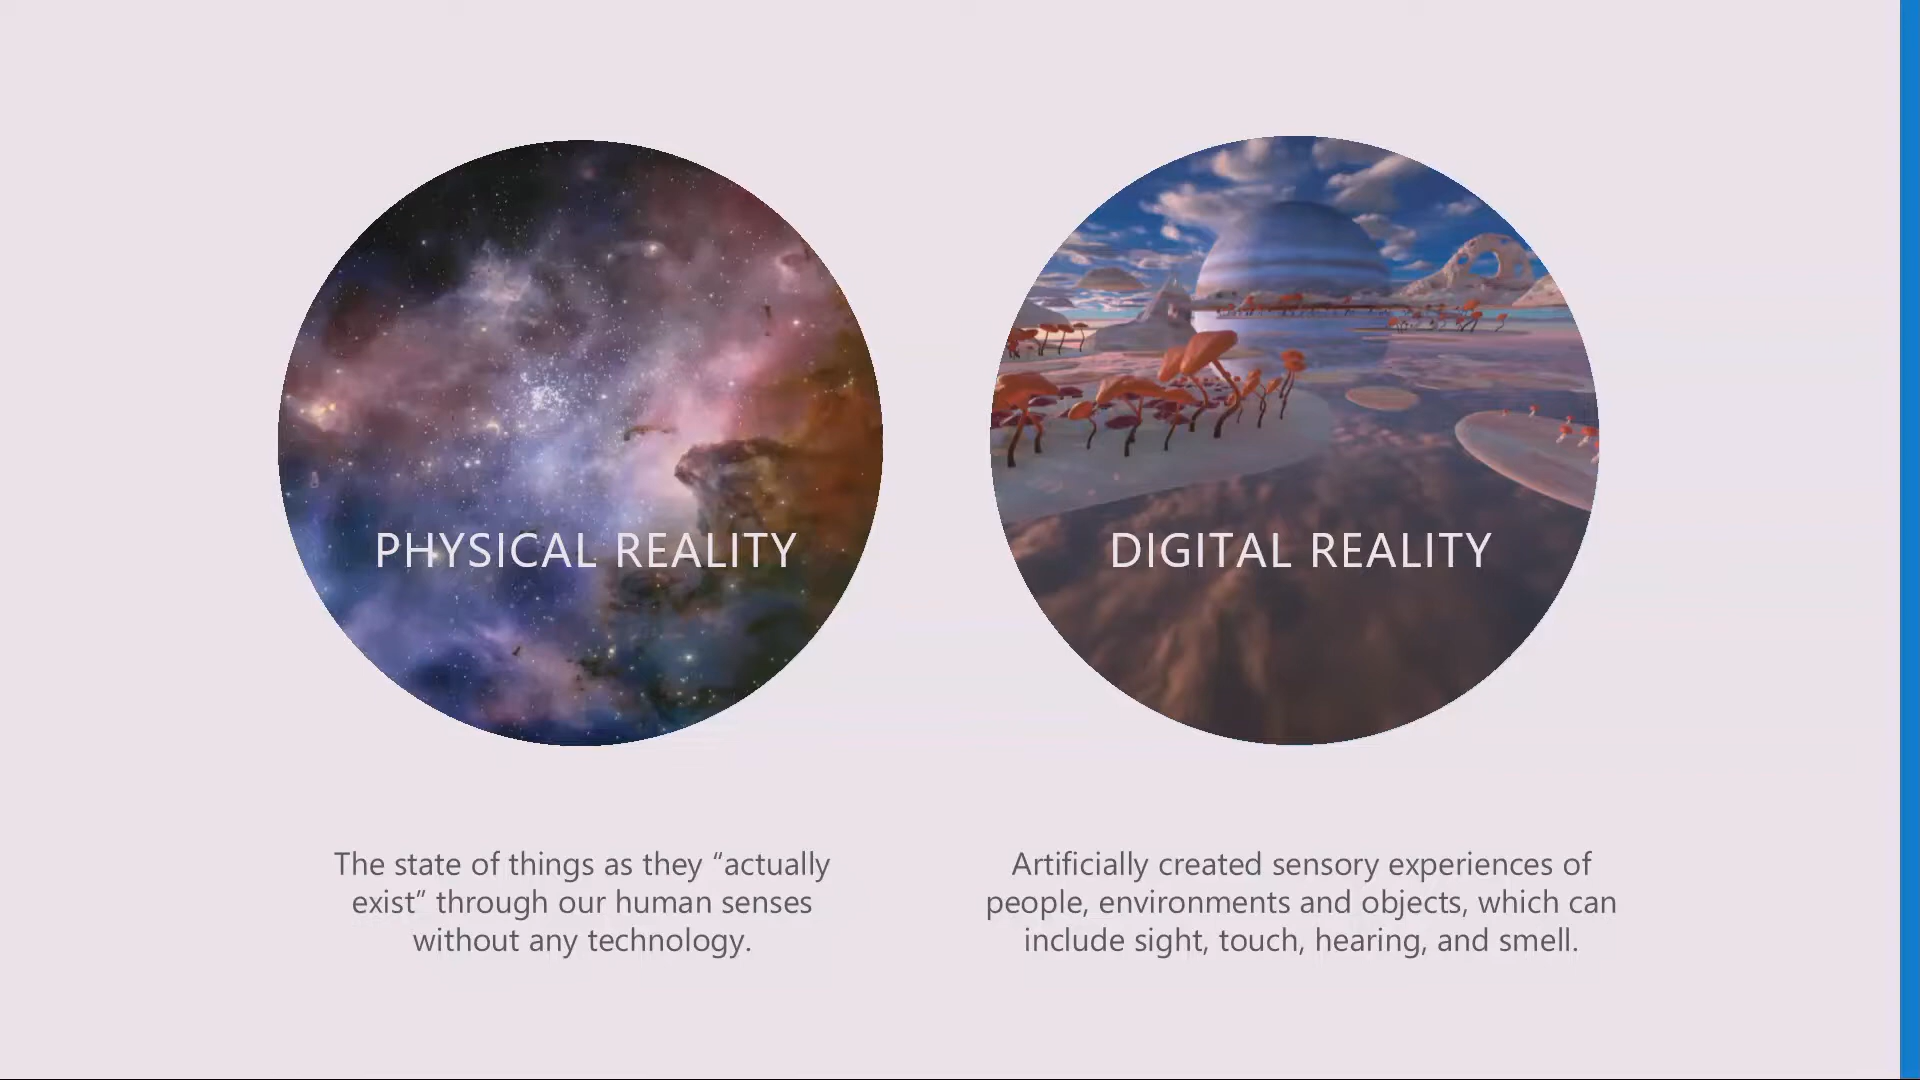 PHYSICAL REALITY
The state of things as they “actually
exist” through our human senses
without any technology.
DIGITAL REALITY
Artificially created sensory experiences of
people, environments and objects, which can
include sight, touch, hearing, and smell.